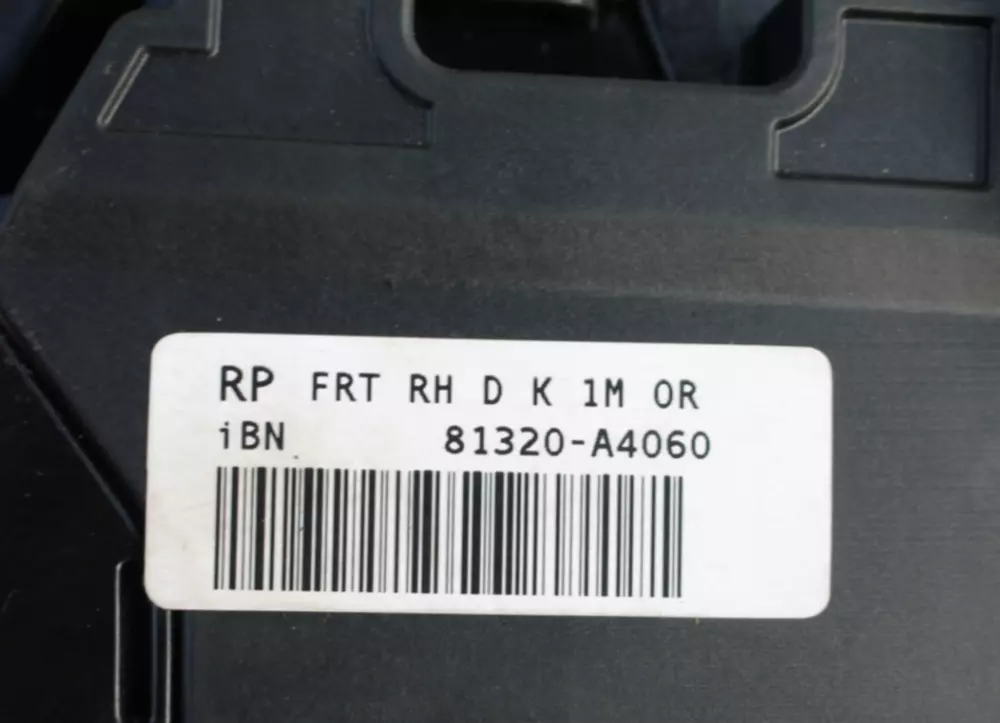 RP FRT RH D K 1M OR
iBN 81320-A4060